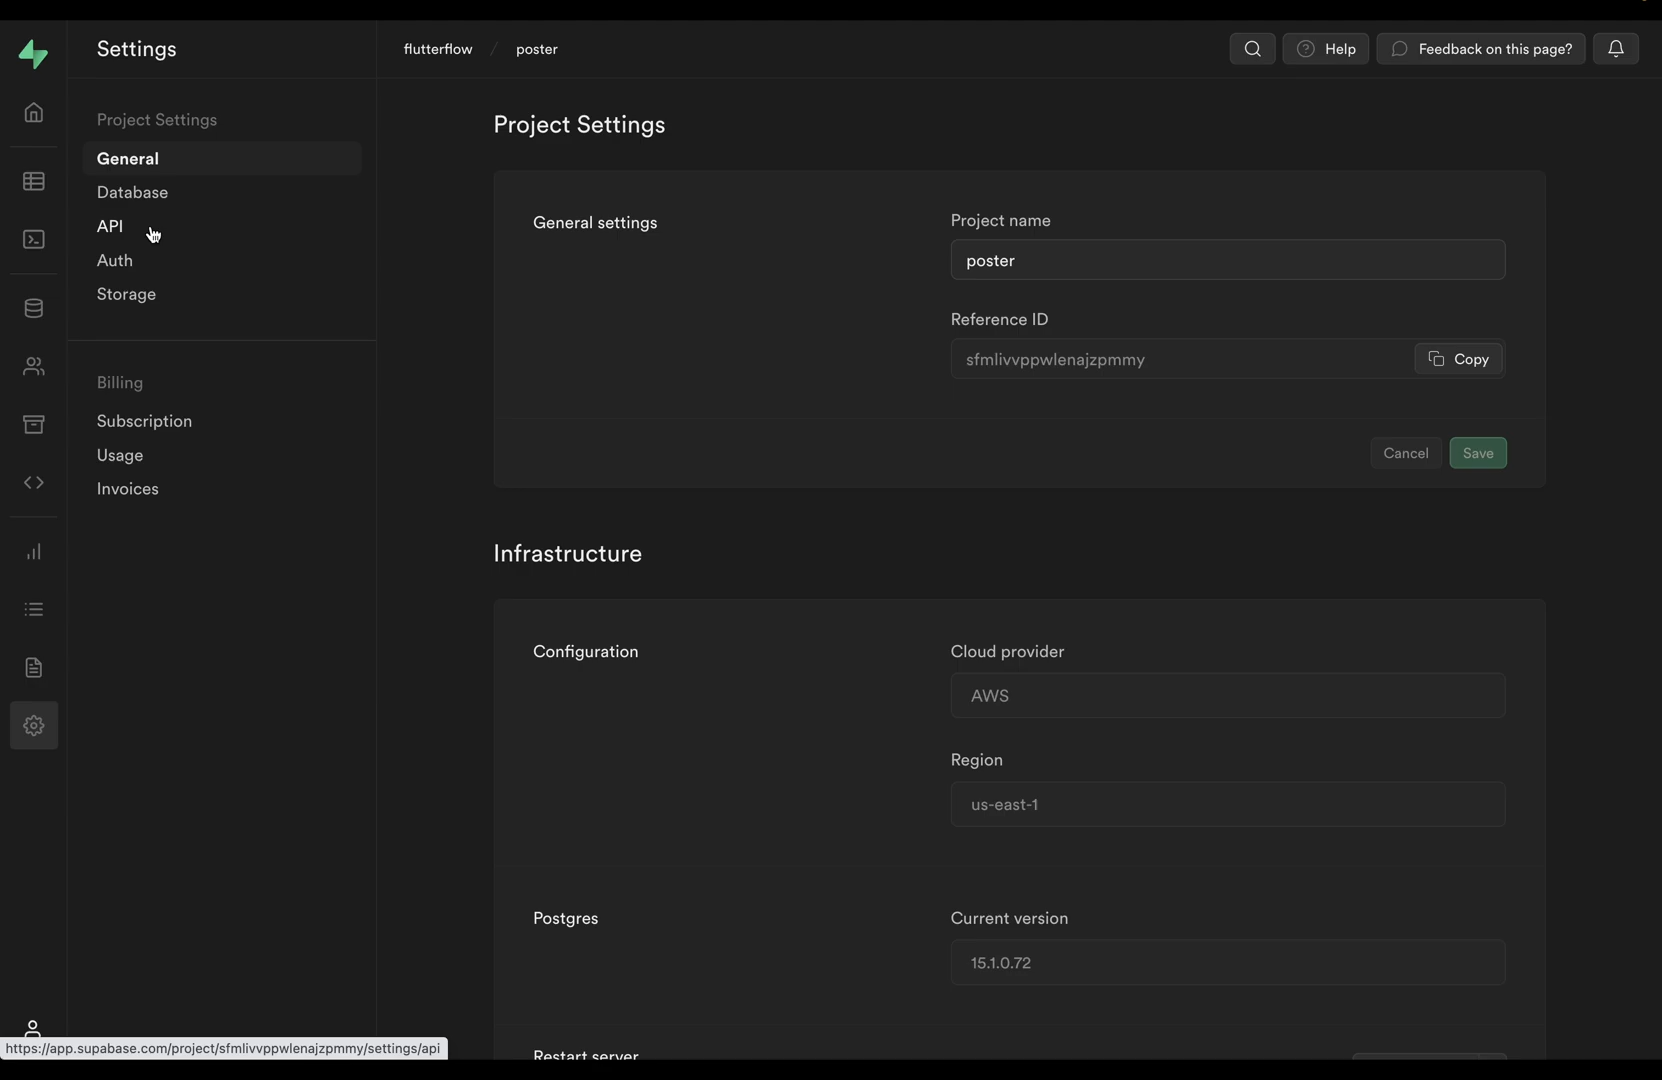 Settings
flutterflow / poster
Help
Feedback on this page?
Project Settings
General
Database
API
Auth
Storage
Billing
Subscription
Usage
Invoices
Project Settings
General settings
Project name
poster
Reference ID
sfmlivvppwlenajzpmmy
Copy
Cancel
Save
Infrastructure
Configuration
Cloud provider
AWS
Region
us-east-1
Postgres
Current version
15.1.0.72
Restart server
https://app.supabase.com/project/sfmlivvppwlenajzpmmy/settings/api